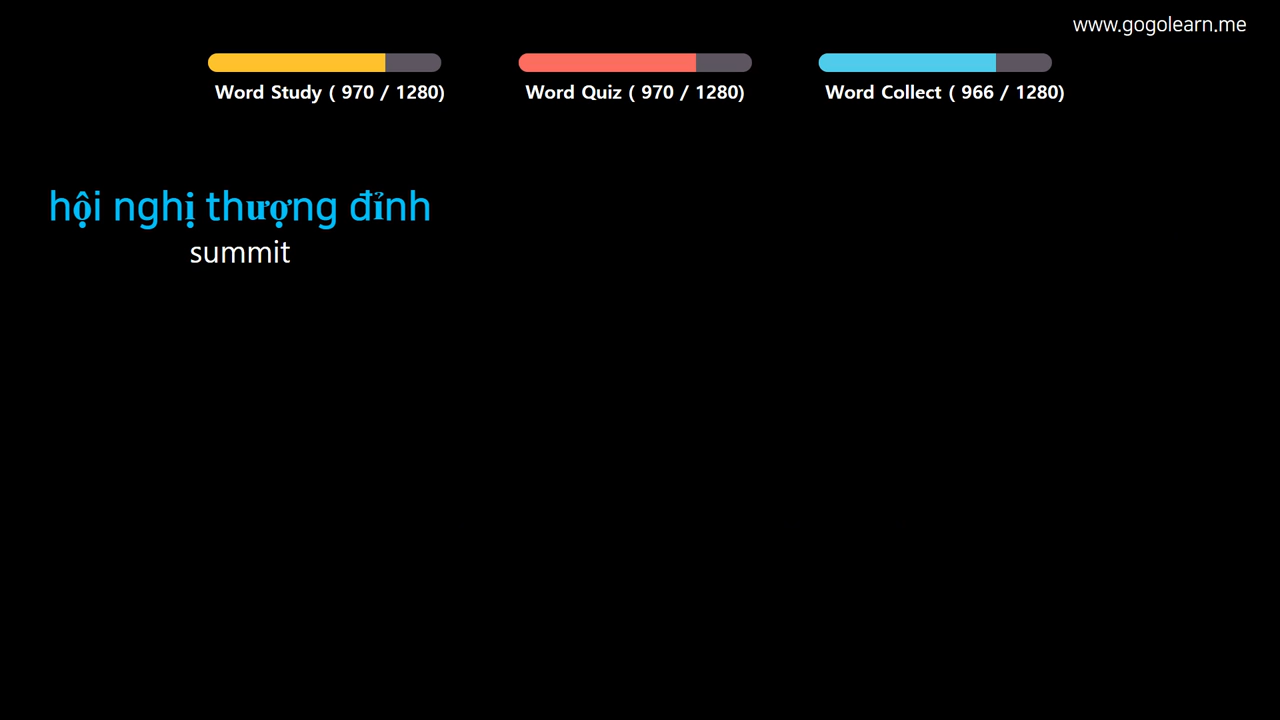 www.gogolearn.me
Word Study ( 970 / 1280)
Word Quiz ( 970 / 1280)
Word Collect ( 966 / 1280)
hội nghị thượng đỉnh
summit